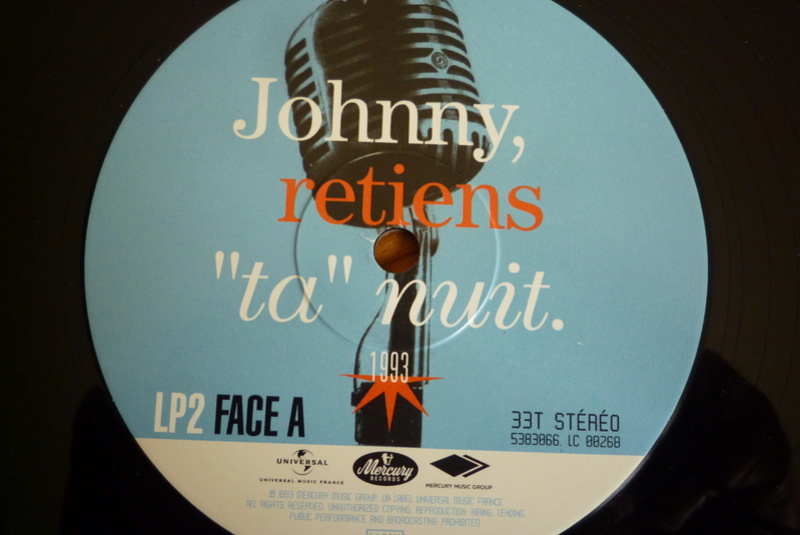 Johnny,
retiens
"ta" nuit.
1993
LP2 FACE A
33T STÉRÉO
5383066. LC 00268
UNIVERSAL
UNIVERSAL MUSIC FRANCE
Mercury
RECORDS
MERCURY MUSIC GROUP
℗ 1993 MERCURY MUSIC GROUP, UN LABEL UNIVERSAL MUSIC FRANCE
ALL RIGHTS RESERVED. UNAUTHORIZED COPYING, REPRODUCTION, HIRING, LENDING,
PUBLIC PERFORMANCE AND BROADCASTING PROHIBITED.